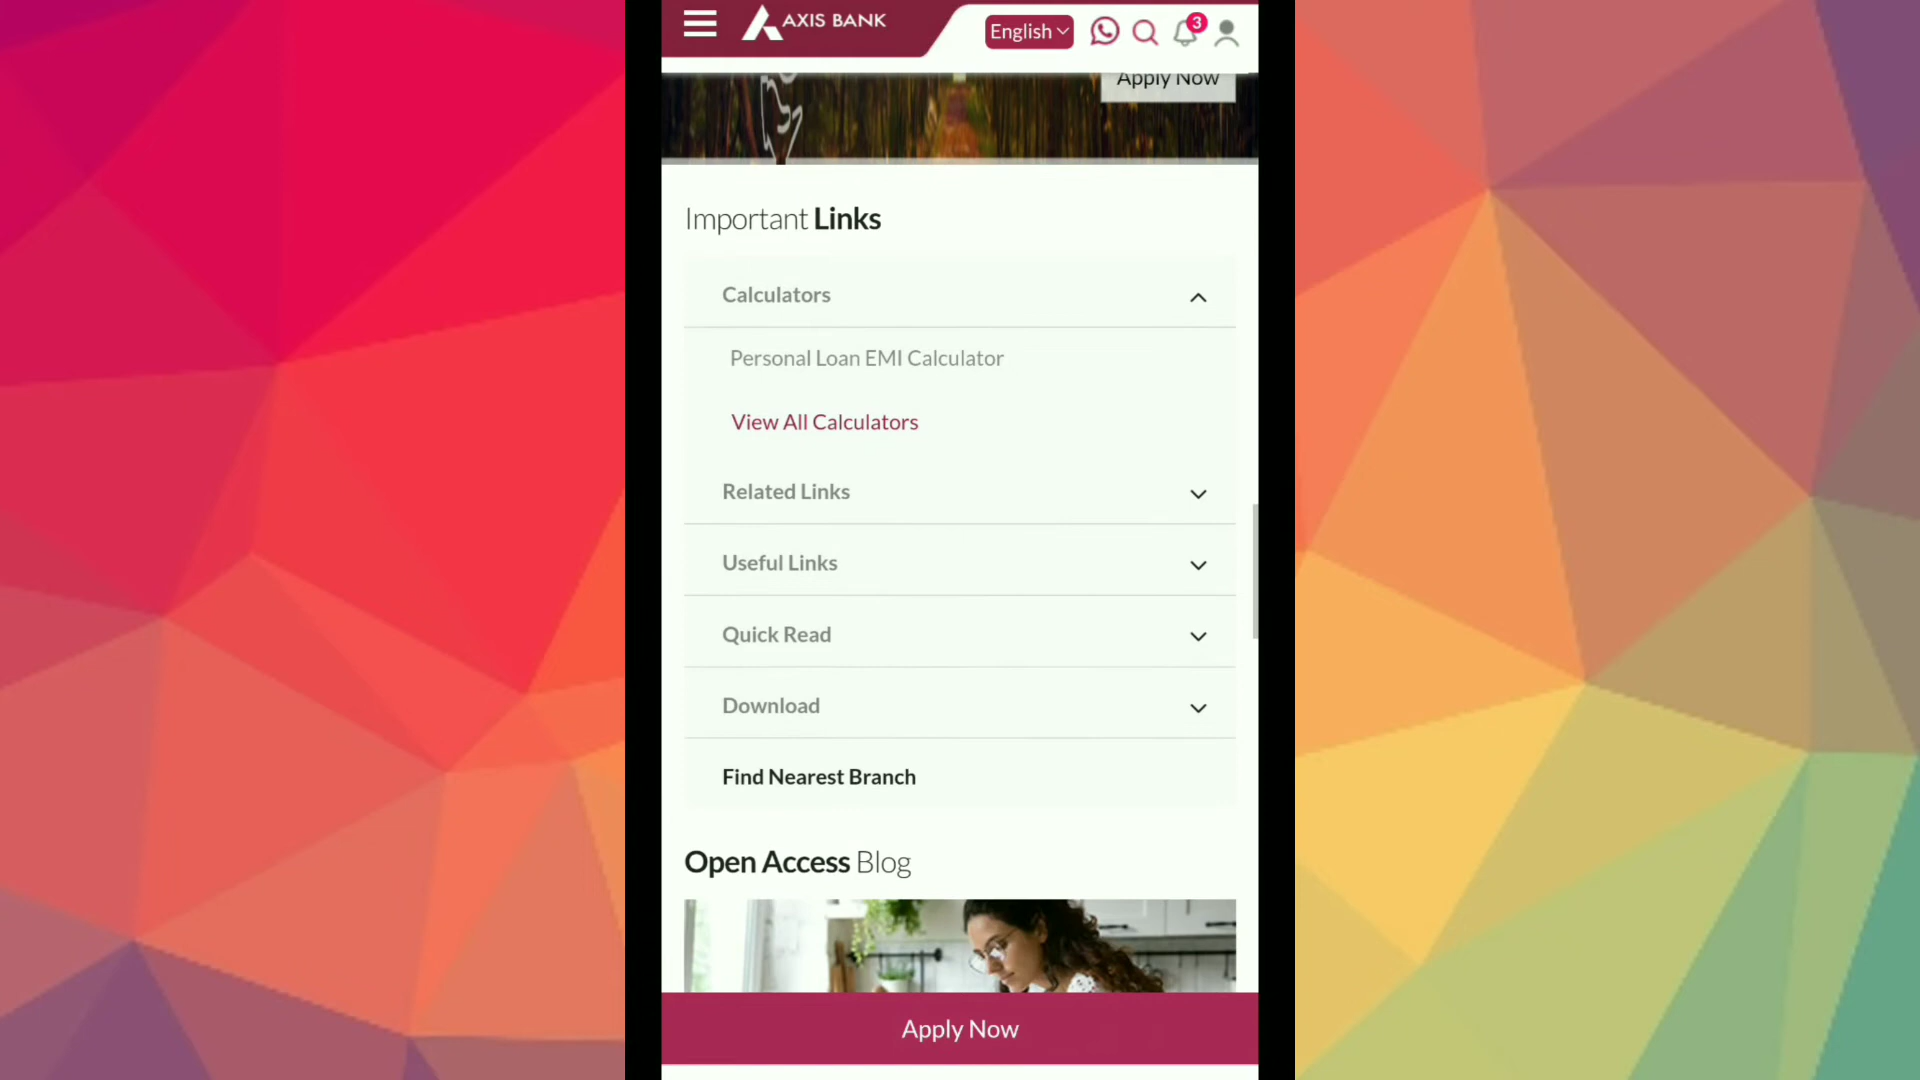 AXIS BANK
English
3
Apply Now
Important Links
Calculators
Personal Loan EMI Calculator
View All Calculators
Related Links
Useful Links
Quick Read
Download
Find Nearest Branch
Open Access Blog
Apply Now